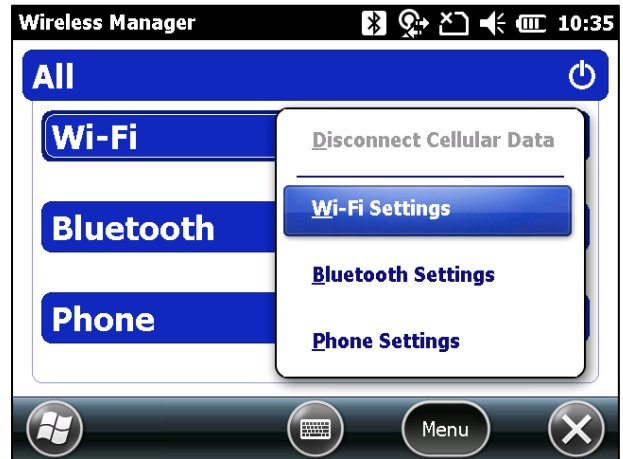 Wireless Manager 10:35
All
Wi-Fi
Disconnect Cellular Data
Wi-Fi Settings
Bluetooth
Bluetooth Settings
Phone
Phone Settings
Menu